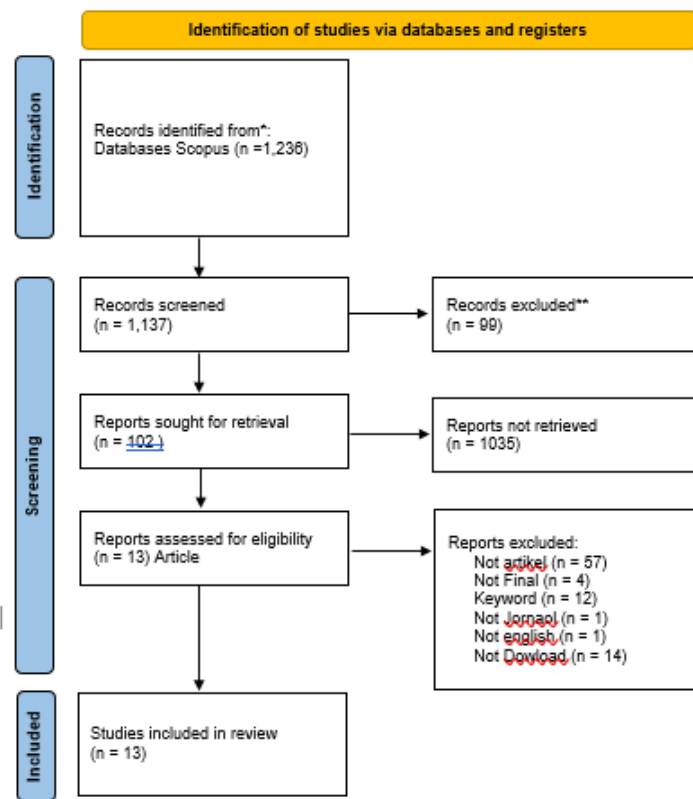 Identification of studies via databases and registers
Identification
Records identified from*:
Databases Scopus (n =1,236)
Screening
Records screened
(n = 1,137)
Records excluded**
(n = 99)
Reports sought for retrieval
(n = 102 )
Reports not retrieved
(n = 1035)
Reports assessed for eligibility
(n = 13) Article
Reports excluded:
Not artikel (n = 57)
Not Final (n = 4)
Keyword (n = 12)
Not Jornaol (n = 1)
Not english (n = 1)
Not Dowload (n = 14)
Included
Studies included in review
(n = 13)